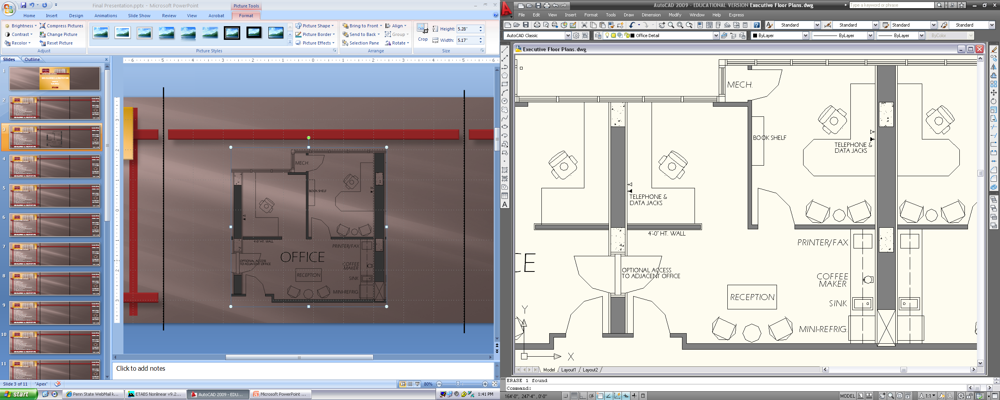 Final Presentation.pptx - Microsoft PowerPoint
Picture Tools
Home Insert Design Animations Slide Show Review View Acrobat Format
Brightness Compress Pictures
Contrast Change Picture
Recolor Reset Picture
Adjust
Picture Styles
Picture Shape
Picture Border
Picture Effects
Bring to Front Align
Send to Back Group
Selection Pane Rotate
Arrange
Crop
Height: 5.28"
Width: 5.17"
Size
Slides Outline
6 5 4 3 2 1 0 1 2 3 4 5 6
3
2
1
0
1
2
3
1
DEVELOPING A PROTOTYPE
2
3
4
5
6
7
8
9
10
11
MECH.
BOOK SHELF
4'-0" HT. WALL
PRINTER/FAX
OFFICE
OPTIONAL ACCESS
TO ADJACENT OFFICE
COFFEE
MAKER
RECEPTION
SINK
MINI-REFRIG
Click to add notes
Slide 3 of 11 "Apex" 80%
start
Penn State WebMail k...
ETABS Nonlinear v9.2...
AutoCAD 2009 - EDU...
Microsoft PowerPoint ...
1:41 PM
AutoCAD 2009 - EDUCATIONAL VERSION Executive Floor Plans.dwg
Type a keyword or phrase
File Edit View Insert Format Tools Draw Dimension Modify Window Help Express
Standard Standard Standard Standard
AutoCAD Classic Office Detail ByLayer ByLayer ByLayer ByColor
Executive Floor Plans.dwg
MECH.
BOOK SHELF
TELEPHONE &
DATA JACKS
TELEPHONE &
DATA JACKS
4'-0" HT. WALL
PRINTER/FAX
CE
OPTIONAL ACCESS
TO ADJACENT OFFICE
COFFEE
MAKER
RECEPTION
SINK
MINI-REFRIG.
Y
X
Model Layout1 Layout2
ERASE 1 found
Command:
164'-0", 247'-4" , 0'-0"
MODEL
1:1
A